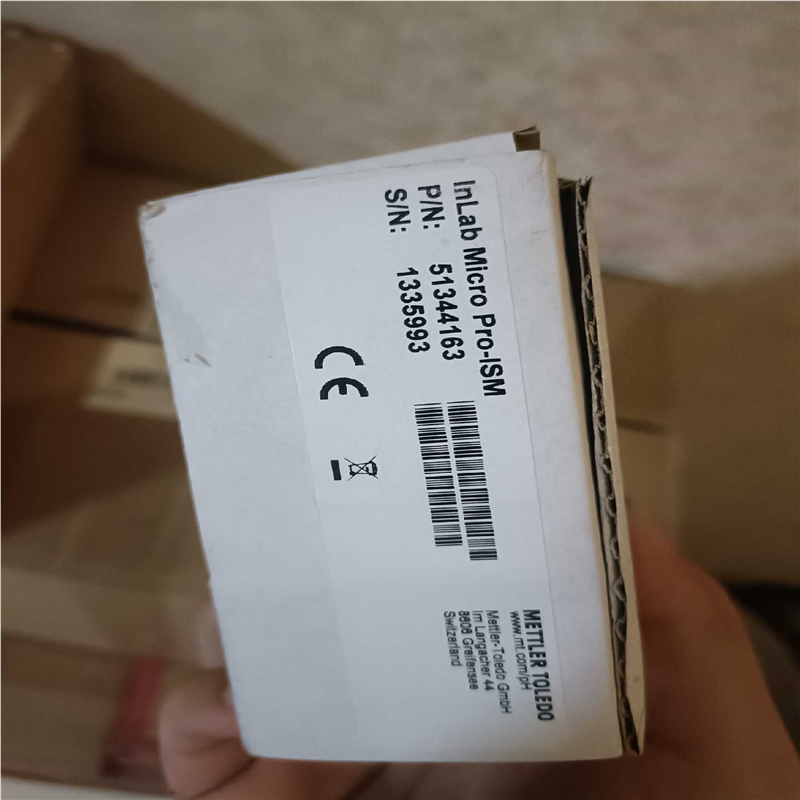 InLab Micro Pro-ISM
P/N: 51344163
S/N: 1335993
CE
METTLER TOLEDO
www.mt.com/pH
Mettler-Toledo GmbH
Im Langacher 44
8606 Greifensee
Switzerland